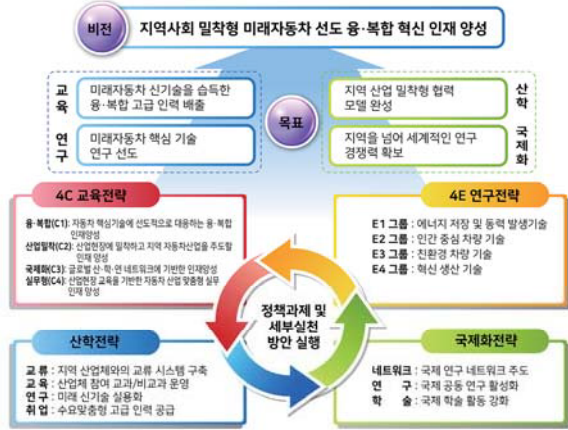 비전
지역사회 밀착형 미래자동차 선도 융·복합 혁신 인재 양성
교육
미래자동차 신기술을 습득한
융·복합 고급 인력 배출
연구
미래자동차 핵심 기술
연구 선도
목표
지역 산업 밀착형 협력
모델 완성
산학
지역을 넘어 세계적인 연구
경쟁력 확보
국제화
4C 교육전략
융·복합(C1) : 자동차 핵심기술에 선도적으로 대응하는 융·복합
인재양성
산업밀착(C2) : 산업현장에 밀착하고 지역 자동차산업을 주도할
인재 양성
국제화(C3) : 글로벌 산·학·연 네트워크에 기반한 인재양성
실무형(C4) : 산업현장 교육을 기반한 자동차 산업 맞춤형 실무
인재 양성
4E 연구전략
E1 그룹 : 에너지 저장 및 동력 발생기술
E2 그룹 : 인간 중심 차량 기술
E3 그룹 : 친환경 차량 기술
E4 그룹 : 혁신 생산 기술
정책과제 및
세부실천
방안 실행
산학전략
교 류 : 지역 산업체와의 교류 시스템 구축
교 육 : 산업체 참여 교과/비교과 운영
연 구 : 미래 신기술 실용화
취 업 : 수요맞춤형 고급 인력 공급
국제화전략
네트워크 : 국제 연구 네트워크 주도
연 구 : 국제 공동 연구 활성화
학 술 : 국제 학술 활동 강화